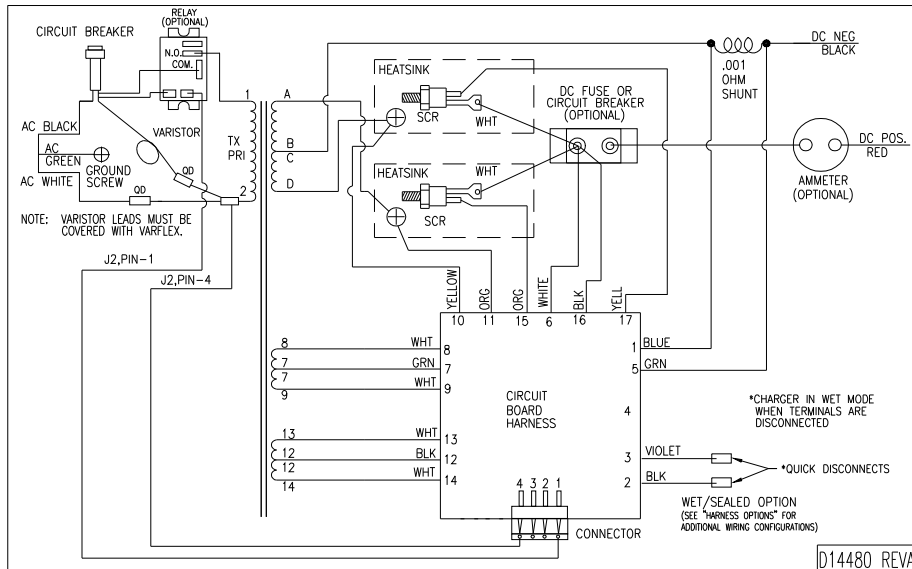 RELAY
(OPTIONAL)
CIRCUIT BREAKER
N.O.
COM.
DC NEG
BLACK
.001
OHM
SHUNT
HEATSINK
SCR
WHT
DC FUSE OR
CIRCUIT BREAKER
(OPTIONAL)
1
A
B
C
D
TX
PRI
2
VARISTOR
AC BLACK
AC
GREEN
GROUND
SCREW
AC WHITE
QD
QD
HEATSINK
WHT
SCR
DC POS.
RED
AMMETER
(OPTIONAL)
NOTE: VARISTOR LEADS MUST BE
COVERED WITH VARFLEX.
J2,PIN-1
J2,PIN-4
YELLOW
ORG
ORG
WHITE
BLK
YELL
10 11 15 6 16 17
8 WHT 8
7 GRN 7
7 WHT 9
9
13 WHT 13
12 BLK 12
12 WHT 14
14
CIRCUIT
BOARD
HARNESS
1 BLUE
5 GRN
4
3 VIOLET
2 BLK
*CHARGER IN WET MODE
WHEN TERMINALS ARE
DISCONNECTED
*QUICK DISCONNECTS
WET/SEALED OPTION
(SEE "HARNESS OPTIONS" FOR
ADDITIONAL WIRING CONFIGURATIONS)
4 3 2 1
CONNECTOR
D14480 REVA